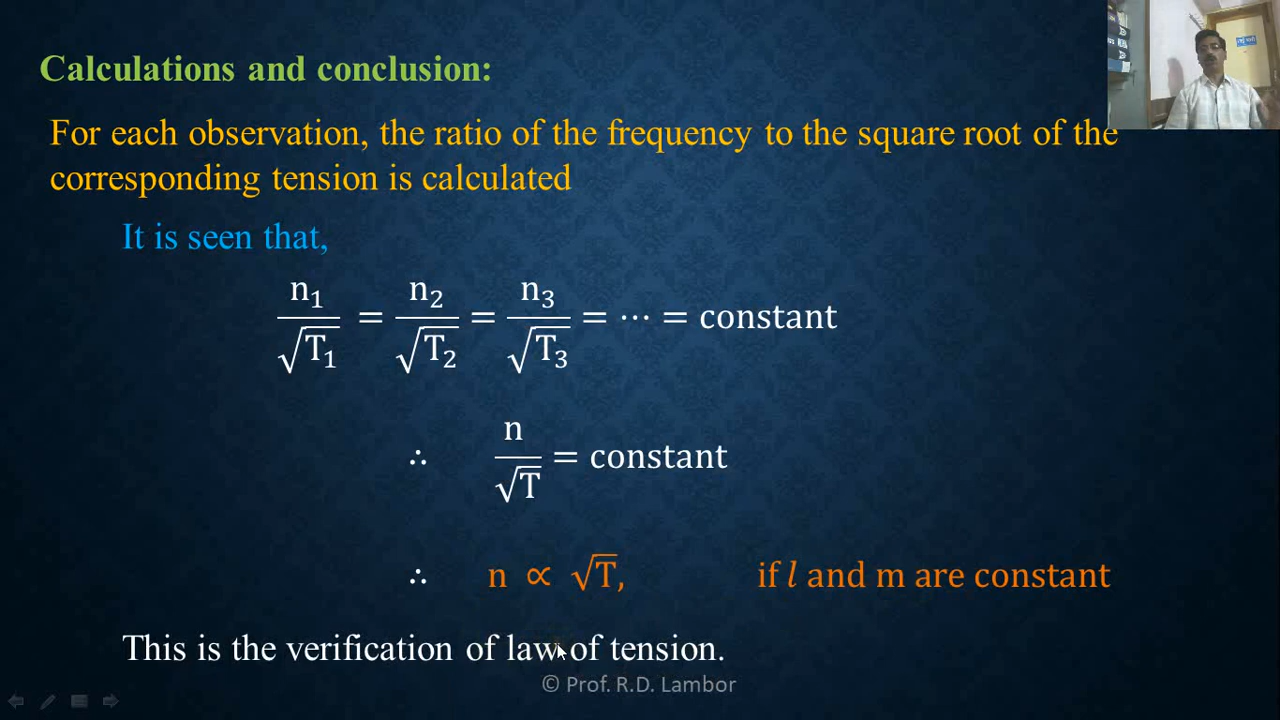 Calculations and conclusion:
For each observation, the ratio of the frequency to the square root of the
corresponding tension is calculated
It is seen that,
n₁/√T₁ = n₂/√T₂ = n₃/√T₃ = ⋯ = constant
∴ n/√T = constant
∴ n ∝ √T, if l and m are constant
This is the verification of law of tension.
© Prof. R.D. Lambor